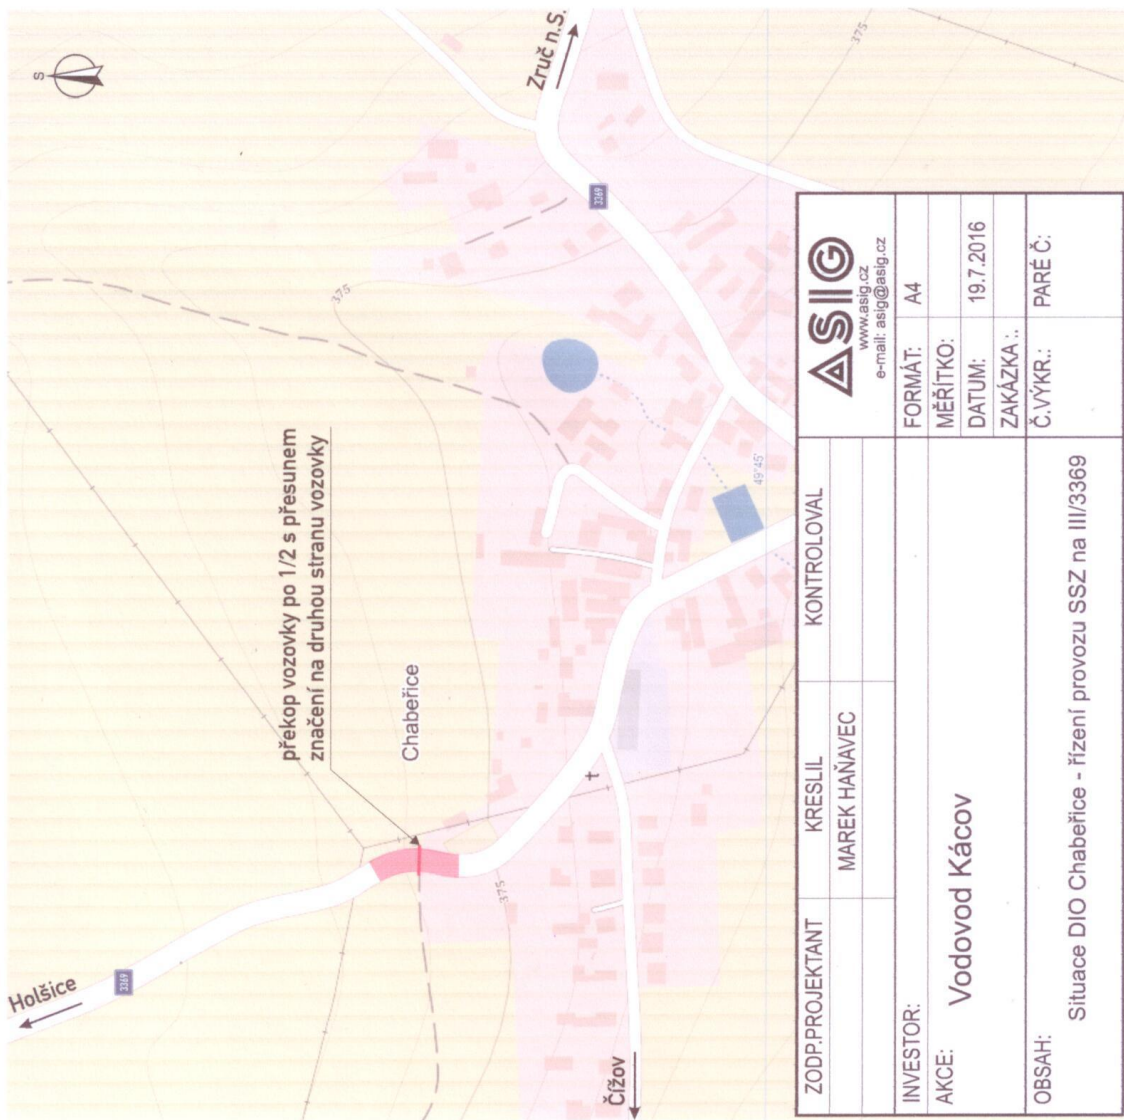 S
Zruč n.S.
3369
375
375
překop vozovky po 1/2 s přesunem
značení na druhou stranu vozovky
Chabeřice
49°45'
375
Holšice
3369
Čížov
ZODP.PROJEKTANT
KRESLIL
KONTROLOVAL
MAREK HAŇAVEC
ASIG
www.asig.cz
e-mail: asig@asig.cz
INVESTOR:
AKCE:
Vodovod Kácov
FORMÁT: A4
MĚŘÍTKO:
DATUM: 19.7.2016
ZAKÁZKA :.
OBSAH:
Situace DIO Chabeřice - řízení provozu SSZ na III/3369
Č.VÝKR.:
PARÉ Č: